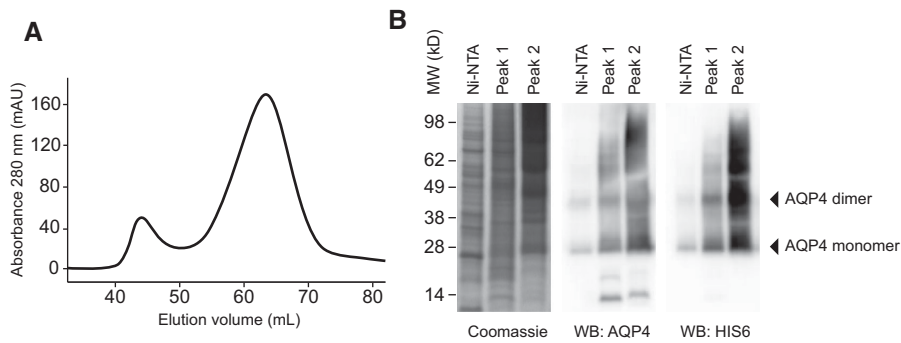 A
Absorbance 280 nm (mAU)
160
120
80
40
0
40
50
60
70
80
Elution volume (mL)
B
MW (kD)
Ni-NTA
Peak 1
Peak 2
Ni-NTA
Peak 1
Peak 2
Ni-NTA
Peak 1
Peak 2
98
62
49
38
28
14
AQP4 dimer
AQP4 monomer
Coomassie
WB: AQP4
WB: HIS6